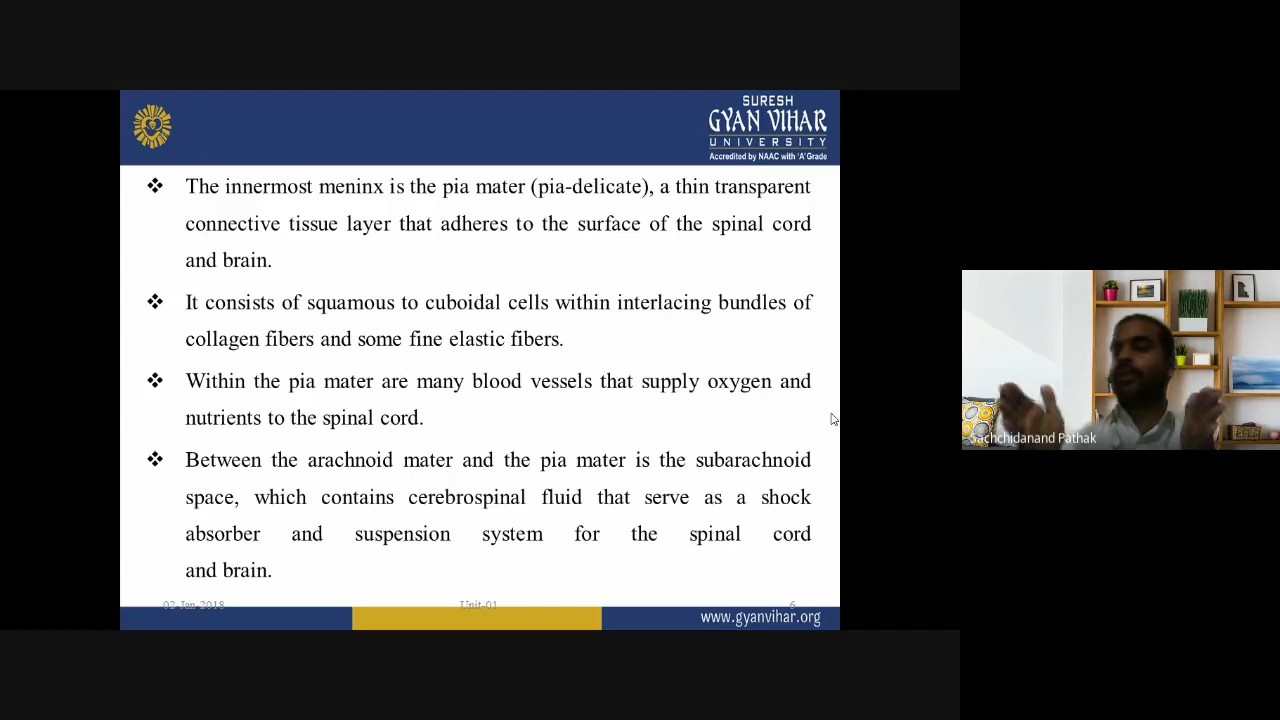 SURESH
GYAN VIHAR
UNIVERSITY
Accredited by NAAC with 'A' Grade
❖ The innermost meninx is the pia mater (pia-delicate), a thin transparent
connective tissue layer that adheres to the surface of the spinal cord
and brain.
❖ It consists of squamous to cuboidal cells within interlacing bundles of
collagen fibers and some fine elastic fibers.
❖ Within the pia mater are many blood vessels that supply oxygen and
nutrients to the spinal cord.
❖ Between the arachnoid mater and the pia mater is the subarachnoid
space, which contains cerebrospinal fluid that serve as a shock
absorber and suspension system for the spinal cord
and brain.
02 Jan 2018 Unit-01 6
www.gyanvihar.org
Sachchidanand Pathak